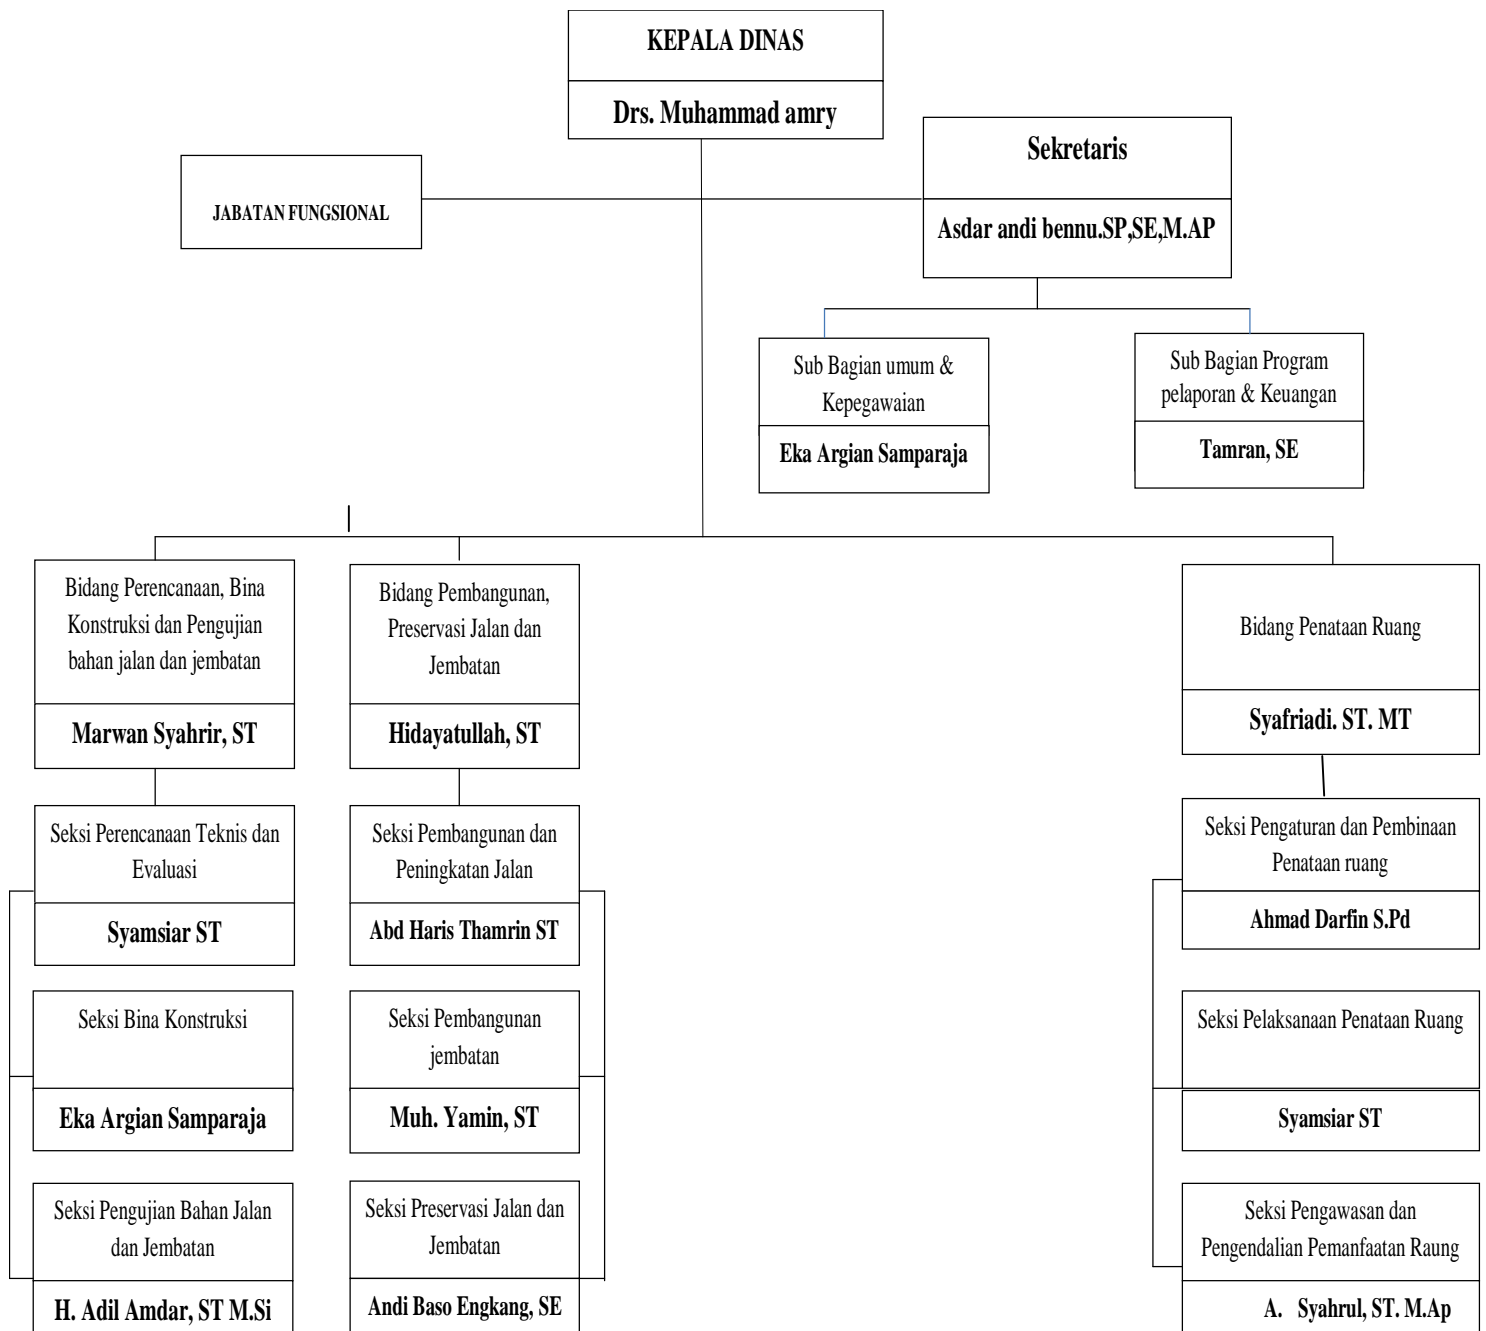 KEPALA DINAS
Drs. Muhammad amry
Sekretaris
JABATAN FUNGSIONAL
Asdar andi bennu.SP,SE,M.AP
Sub Bagian umum &
Kepegawaian
Eka Argian Samparaja
Sub Bagian Program
pelaporan & Keuangan
Tamran, SE
Bidang Perencanaan, Bina
Konstruksi dan Pengujian
bahan jalan dan jembatan
Marwan Syahrir, ST
Bidang Pembangunan,
Preservasi Jalan dan
Jembatan
Hidayatullah, ST
Bidang Penataan Ruang
Syafriadi. ST. MT
Seksi Perencanaan Teknis dan
Evaluasi
Syamsiar ST
Seksi Pembangunan dan
Peningkatan Jalan
Abd Haris Thamrin ST
Seksi Pengaturan dan Pembinaan
Penataan ruang
Ahmad Darfin S.Pd
Seksi Bina Konstruksi
Eka Argian Samparaja
Seksi Pembangunan
jembatan
Muh. Yamin, ST
Seksi Pelaksanaan Penataan Ruang
Syamsiar ST
Seksi Pengujian Bahan Jalan
dan Jembatan
H. Adil Amdar, ST M.Si
Seksi Preservasi Jalan dan
Jembatan
Andi Baso Engkang, SE
Seksi Pengawasan dan
Pengendalian Pemanfaatan Raung
A. Syahrul, ST. M.Ap